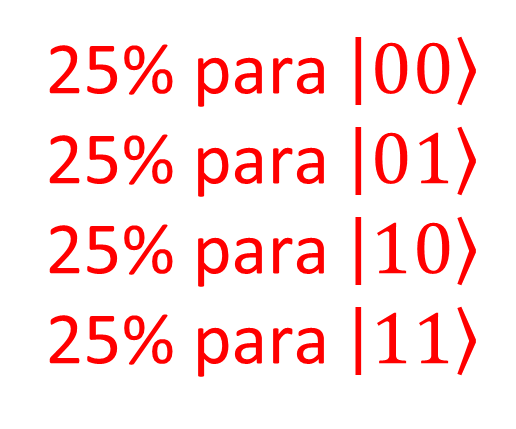 25% para |00⟩
25% para |01⟩
25% para |10⟩
25% para |11⟩